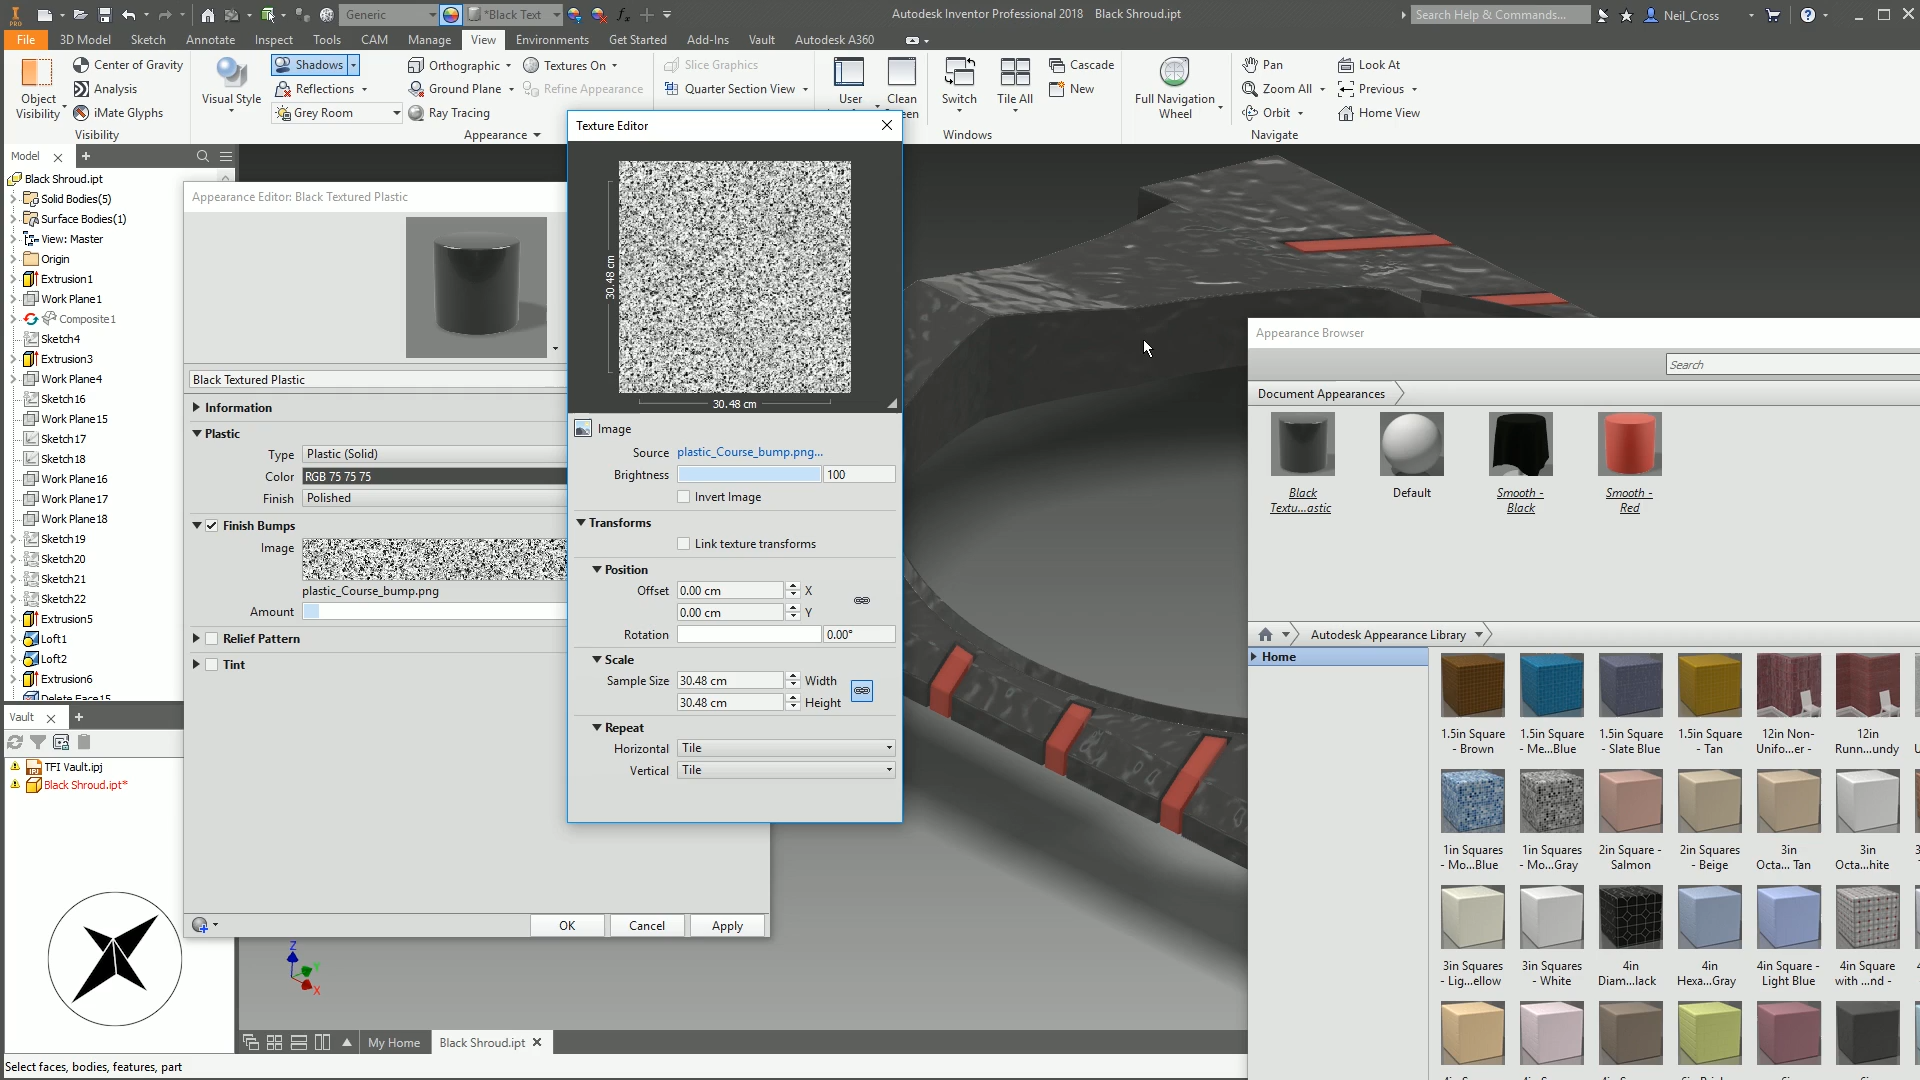 Generic
*Black Text
Autodesk Inventor Professional 2018 Black Shroud.ipt
Search Help & Commands...
Neil_Cross
File 3D Model Sketch Annotate Inspect Tools CAM Manage View Environments Get Started Add-Ins Vault Autodesk A360
Object Visibility
Center of Gravity
Analysis
iMate Glyphs
Visibility
Visual Style
Shadows
Reflections
Grey Room
Orthographic
Ground Plane
Ray Tracing
Textures On
Refine Appearance
Appearance
Slice Graphics
Quarter Section View
User
Clean
een
Switch
Tile All
Cascade
New
Windows
Full Navigation Wheel
Pan
Zoom All
Orbit
Look At
Previous
Home View
Navigate
Model
Black Shroud.ipt
Solid Bodies(5)
Surface Bodies(1)
View: Master
Origin
Extrusion1
Work Plane1
Composite1
Sketch4
Extrusion3
Work Plane4
Sketch16
Work Plane15
Sketch17
Sketch18
Work Plane16
Work Plane17
Work Plane18
Sketch19
Sketch20
Sketch21
Sketch22
Extrusion5
Loft1
Loft2
Extrusion6
Delete Face15
Vault
TFI Vault.ipj
Black Shroud.ipt*
Appearance Editor: Black Textured Plastic
Black Textured Plastic
Information
Plastic
Type Plastic (Solid)
Color RGB 75 75 75
Finish Polished
Finish Bumps
Image
plastic_Course_bump.png
Amount
Relief Pattern
Tint
OK Cancel Apply
Texture Editor
30.48 cm
30.48 cm
Image
Source plastic_Course_bump.png...
Brightness 100
Invert Image
Transforms
Link texture transforms
Position
Offset 0.00 cm X
0.00 cm Y
Rotation 0.00°
Scale
Sample Size 30.48 cm Width
30.48 cm Height
Repeat
Horizontal Tile
Vertical Tile
Appearance Browser
Search
Document Appearances
Black Textu...astic
Default
Smooth - Black
Smooth - Red
Autodesk Appearance Library
Home
1.5in Square - Brown
1.5in Square - Me...Blue
1.5in Square - Slate Blue
1.5in Square - Tan
12in Non-Unifo...er -
12in Runn...undy
1in Squares - Mo...Blue
1in Squares - Mo...Gray
2in Square - Salmon
2in Squares - Beige
3in Octa... Tan
3in Octa...hite
3in Squares - Lig...ellow
3in Squares - White
4in Diam...lack
4in Hexa...Gray
4in Square - Light Blue
4in Square with ...nd -
Z
Y
X
My Home
Black Shroud.ipt
Select faces, bodies, features, part